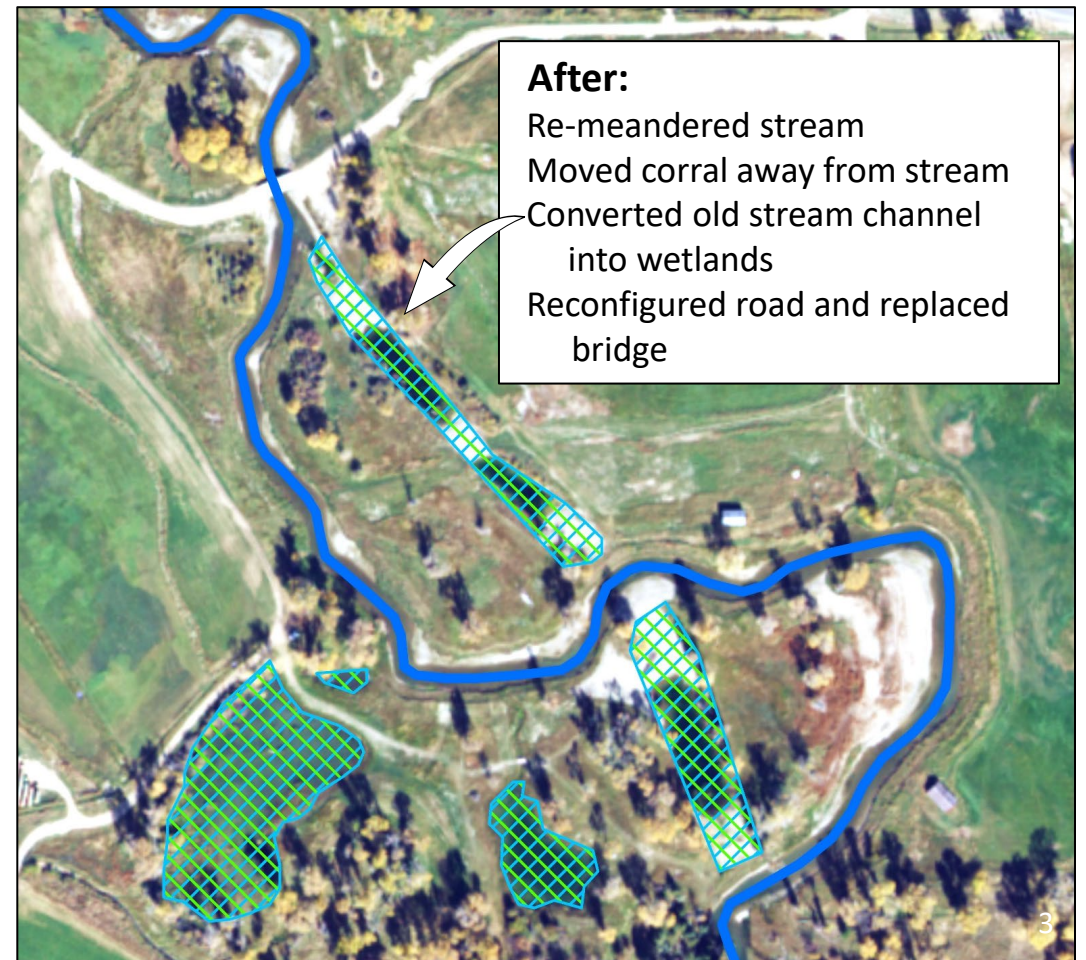 After:
Re-meandered stream
Moved corral away from stream
Converted old stream channel
into wetlands
Reconfigured road and replaced
bridge
3